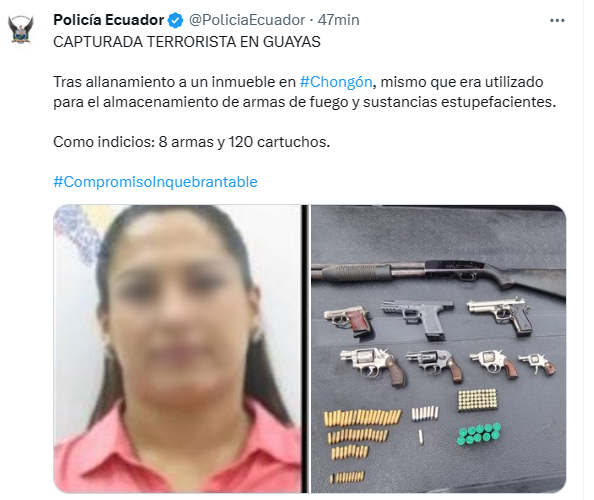 Policía Ecuador @PoliciaEcuador · 47min
CAPTURADA TERRORISTA EN GUAYAS
Tras allanamiento a un inmueble en #Chongón, mismo que era utilizado
para el almacenamiento de armas de fuego y sustancias estupefacientes.
Como indicios: 8 armas y 120 cartuchos.
#CompromisoInquebrantable